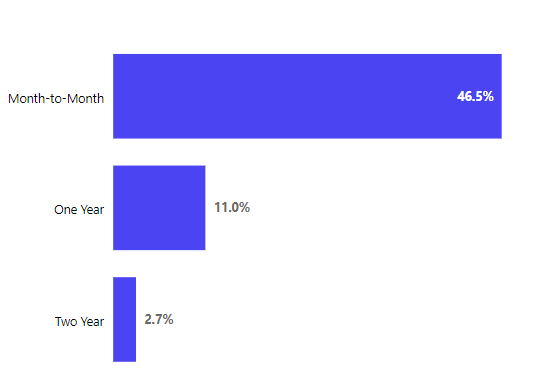 Month-to-Month 46.5%
One Year 11.0%
Two Year 2.7%